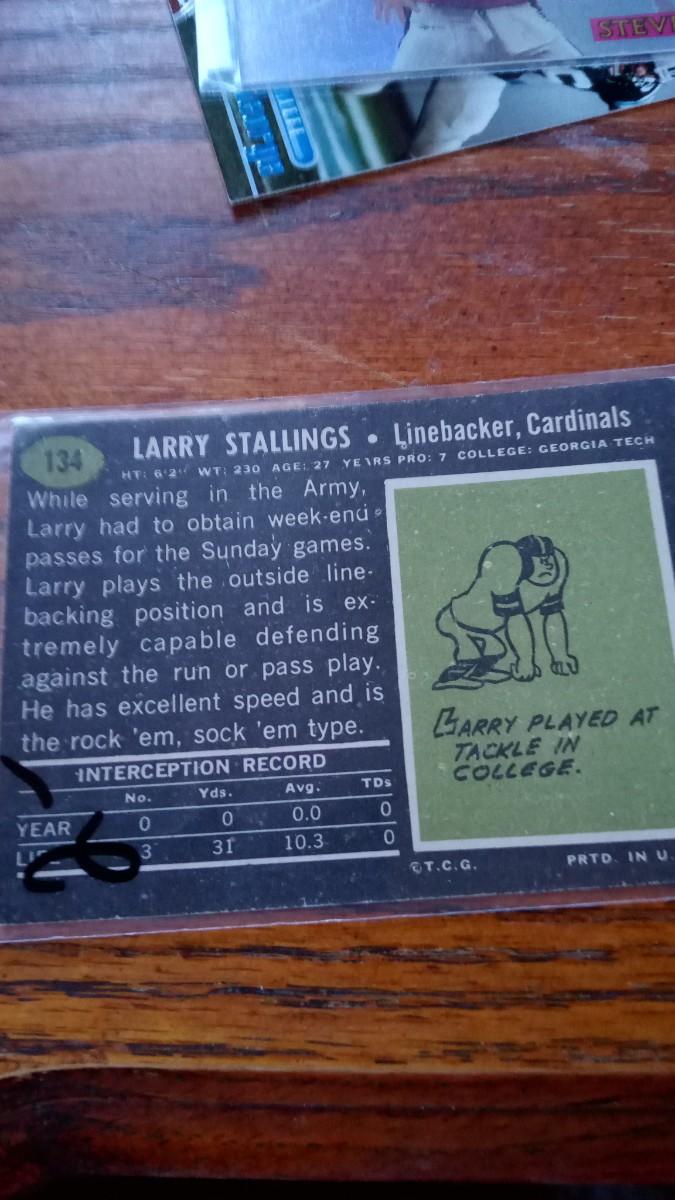 STEV
134
LARRY STALLINGS • Linebacker, Cardinals
HT: 6'2" WT: 230 AGE: 27 YEARS PRO: 7 COLLEGE: GEORGIA TECH
While serving in the Army,
Larry had to obtain week-end
passes for the Sunday games.
Larry plays the outside line-
backing position and is ex-
tremely capable defending
against the run or pass play.
He has excellent speed and is
the rock 'em, sock 'em type.
INTERCEPTION RECORD
No. Yds. Avg. TDs
YEAR 0 0 0.0 0
3 31 10.3 0
LARRY PLAYED AT
TACKLE IN
COLLEGE.
©T.C.G. PRTD. IN U.